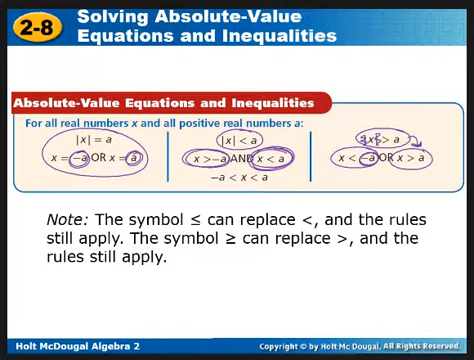 2-8
Solving Absolute-Value
Equations and Inequalities
Absolute-Value Equations and Inequalities
For all real numbers x and all positive real numbers a:
|x| = a
x = –a OR x = a
|x| < a
x > –a AND x < a
–a < x < a
|x| > a
x < –a OR x > a
Note: The symbol ≤ can replace <, and the rules
still apply. The symbol ≥ can replace >, and the
rules still apply.
Holt McDougal Algebra 2
Copyright © by Holt Mc Dougal. All Rights Reserved.